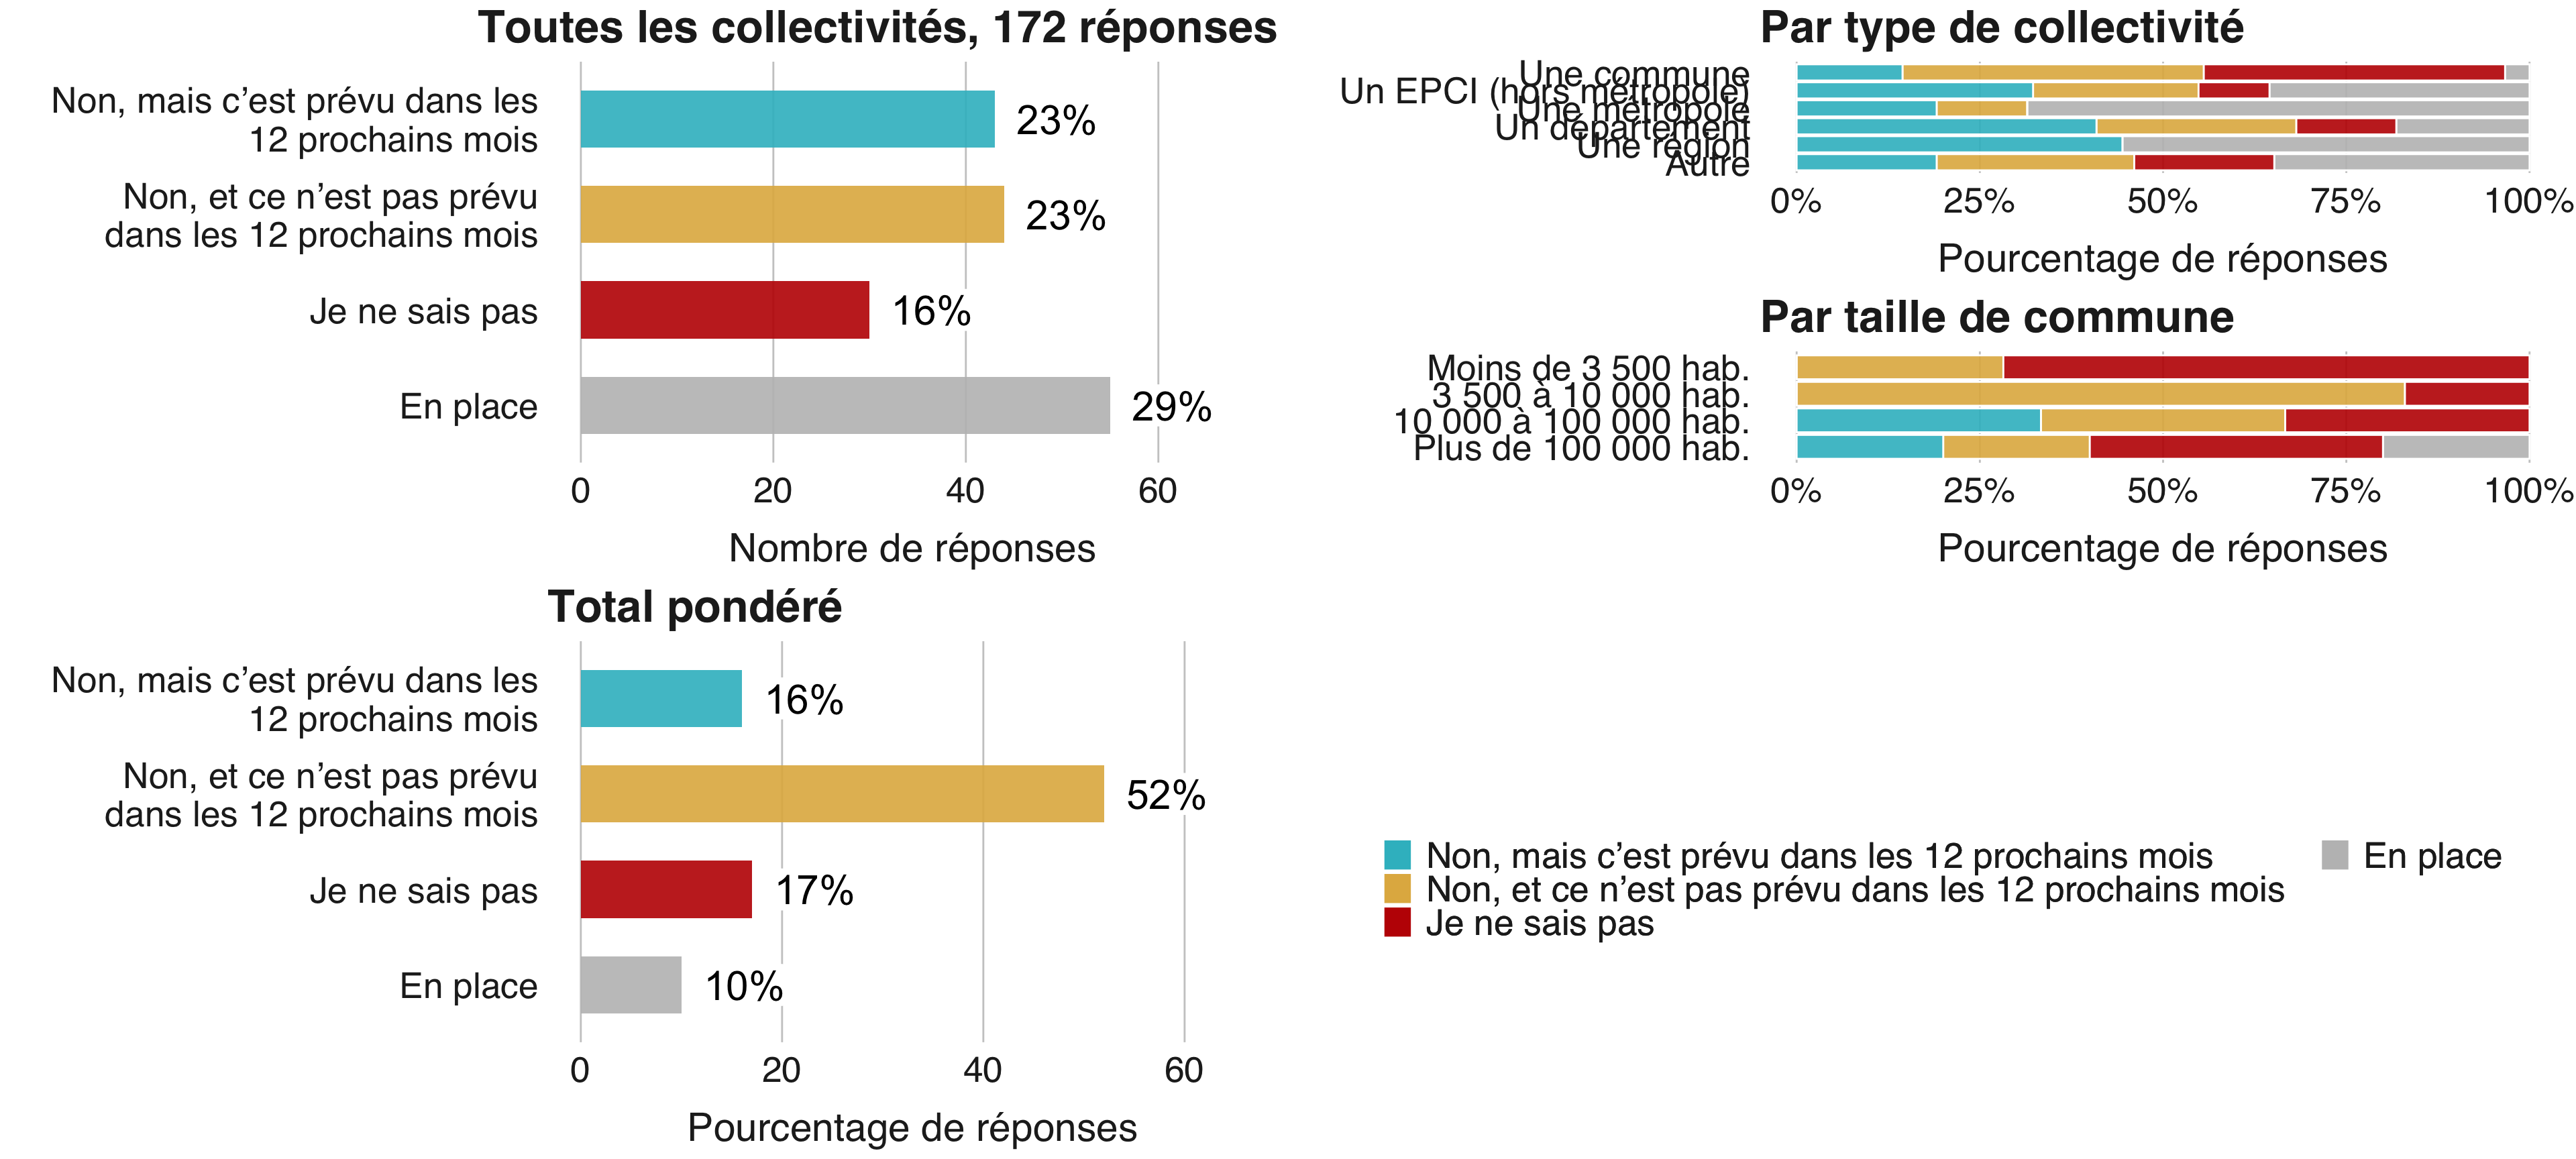 Toutes les collectivités, 172 réponses
Non, mais c’est prévu dans les
12 prochains mois
23%
Non, et ce n’est pas prévu
dans les 12 prochains mois
23%
Je ne sais pas
16%
En place
29%
0 20 40 60
Nombre de réponses
Total pondéré
Non, mais c’est prévu dans les
12 prochains mois
16%
Non, et ce n’est pas prévu
dans les 12 prochains mois
52%
Je ne sais pas
17%
En place
10%
0 20 40 60
Pourcentage de réponses
Par type de collectivité
Une commune
Un EPCI (hors métropole)
Une métropole
Un département
Une région
Autre
0% 25% 50% 75% 100%
Pourcentage de réponses
Par taille de commune
Moins de 3 500 hab.
3 500 à 10 000 hab.
10 000 à 100 000 hab.
Plus de 100 000 hab.
0% 25% 50% 75% 100%
Pourcentage de réponses
Non, mais c’est prévu dans les 12 prochains mois
Non, et ce n’est pas prévu dans les 12 prochains mois
Je ne sais pas
En place